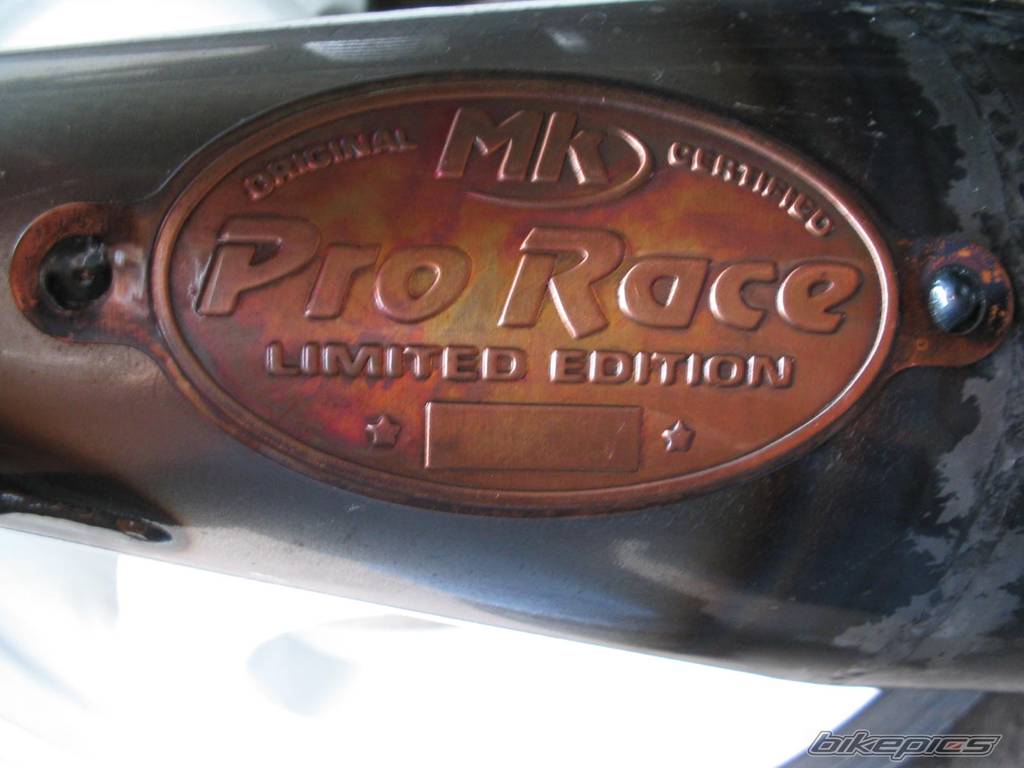 ORIGINAL MK CERTIFIED
Pro Race
LIMITED EDITION
bikepics